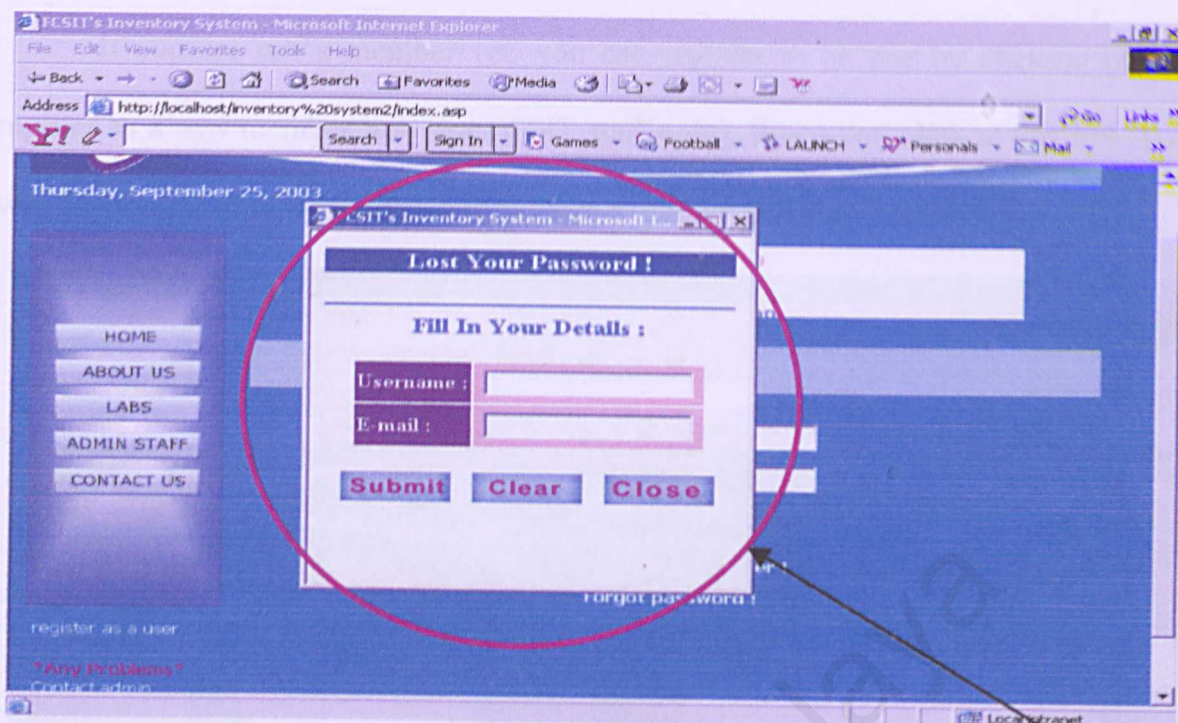 FCSIT's Inventory System - Microsoft Internet Explorer
File Edit View Favorites Tools Help
Back Search Favorites Media
Address http://localhost/inventory%20system2/index.asp Go Links
Y! Search Sign In Games Football LAUNCH Personals Mail
Thursday, September 25, 2003
FCSIT's Inventory System - Microsoft I...
Lost Your Password !
Fill In Your Details :
Username :
E-mail :
Submit Clear Close
HOME
ABOUT US
LABS
ADMIN STAFF
CONTACT US
Forgot password !
register as a user
*Any Problems*
Contact admin
Local intranet